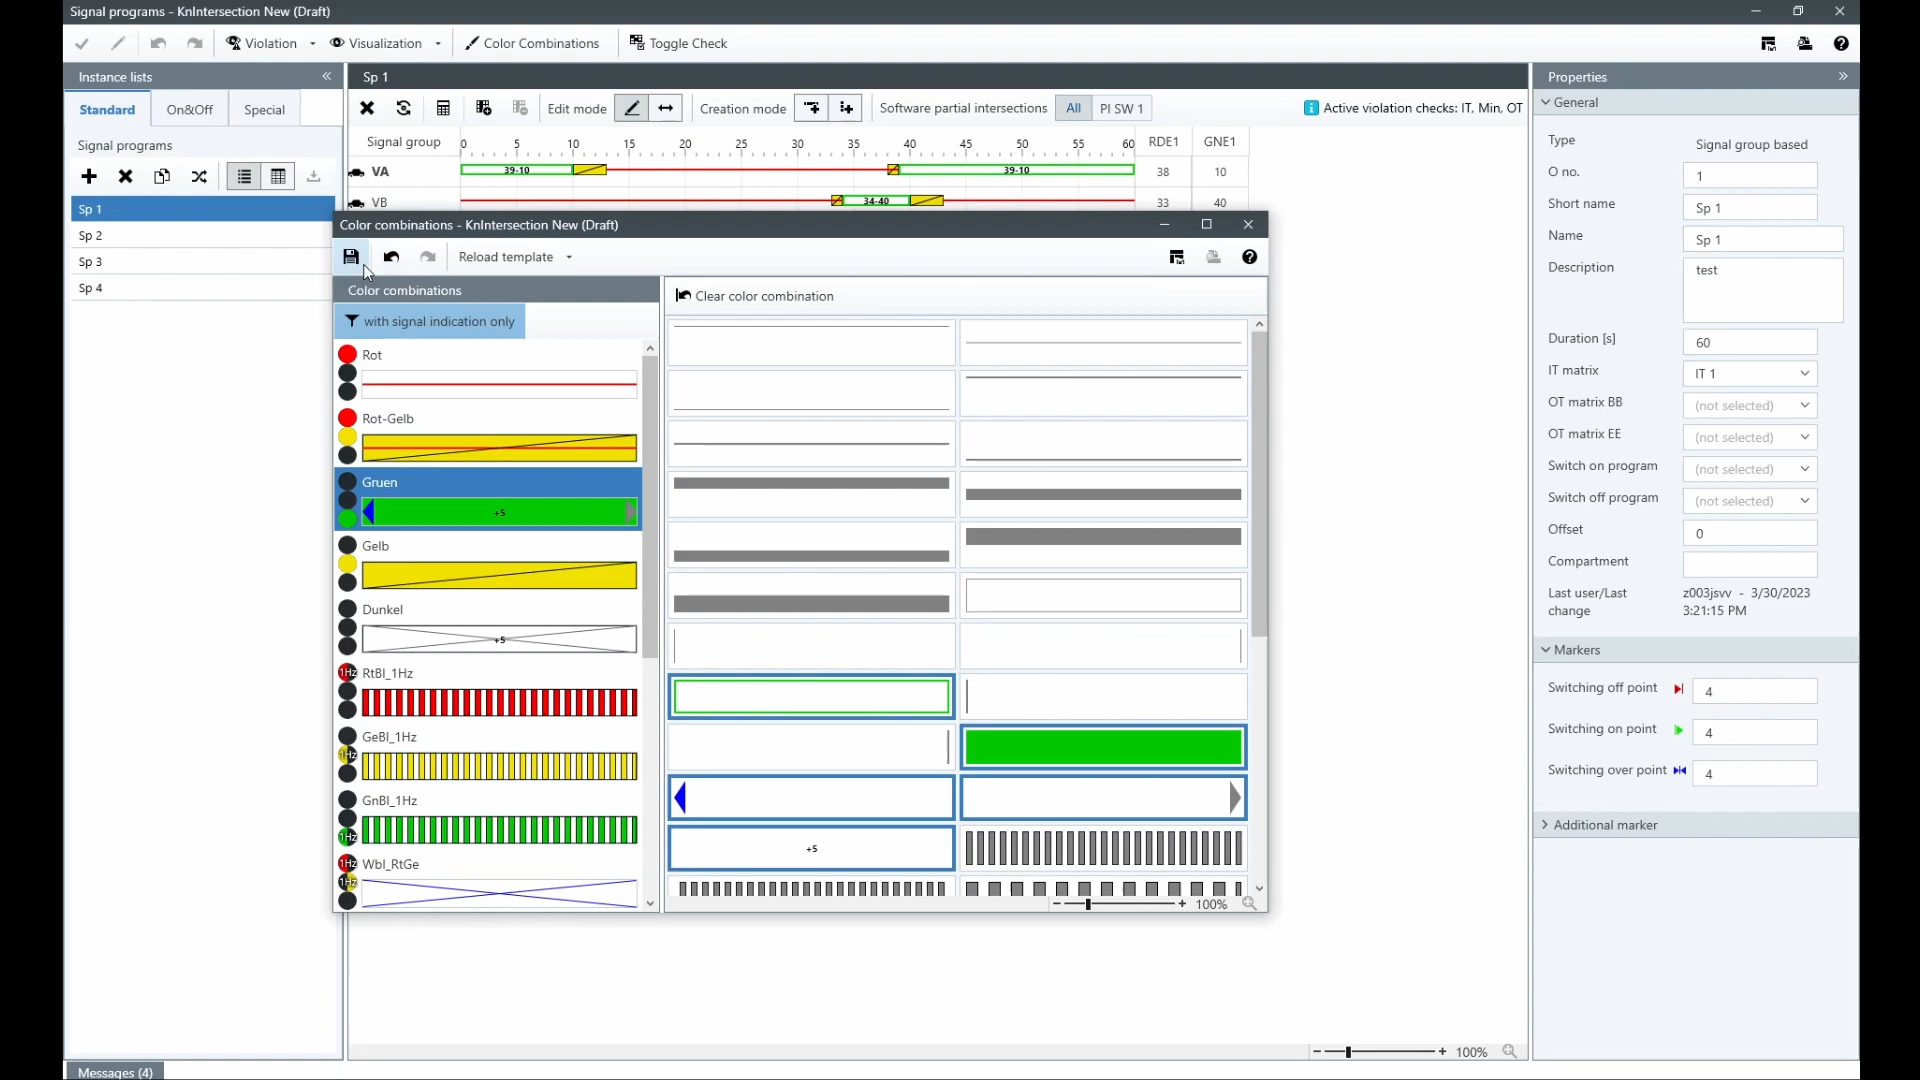 Signal programs - KnIntersection New (Draft)
Violation
Visualization
Color Combinations
Toggle Check
Instance lists
Standard
On&Off
Special
Signal programs
Sp 1
Sp 2
Sp 3
Sp 4
Sp 1
Edit mode
Creation mode
Software partial intersections
All
PI SW 1
Active violation checks: IT, Min, OT
Signal group
0 5 10 15 20 25 30 35 40 45 50 55 60
RDE1
GNE1
VA
39-10
39-10
38
10
VB
34-40
33
40
Color combinations - KnIntersection New (Draft)
Reload template
Color combinations
with signal indication only
Clear color combination
Rot
Rot-Gelb
Gruen
+5
Gelb
Dunkel
+5
1Hz
RtBl_1Hz
GeBl_1Hz
1Hz
GnBl_1Hz
1Hz
1Hz
Wbl_RtGe
1Hz
+5
100%
100%
Properties
General
Type
Signal group based
O no.
1
Short name
Sp 1
Name
Sp 1
Description
test
Duration [s]
60
IT matrix
IT 1
OT matrix BB
(not selected)
OT matrix EE
(not selected)
Switch on program
(not selected)
Switch off program
(not selected)
Offset
0
Compartment
Last user/Last change
z003jsvv - 3/30/2023
3:21:15 PM
Markers
Switching off point
4
Switching on point
4
Switching over point
4
Additional marker
Messages (4)